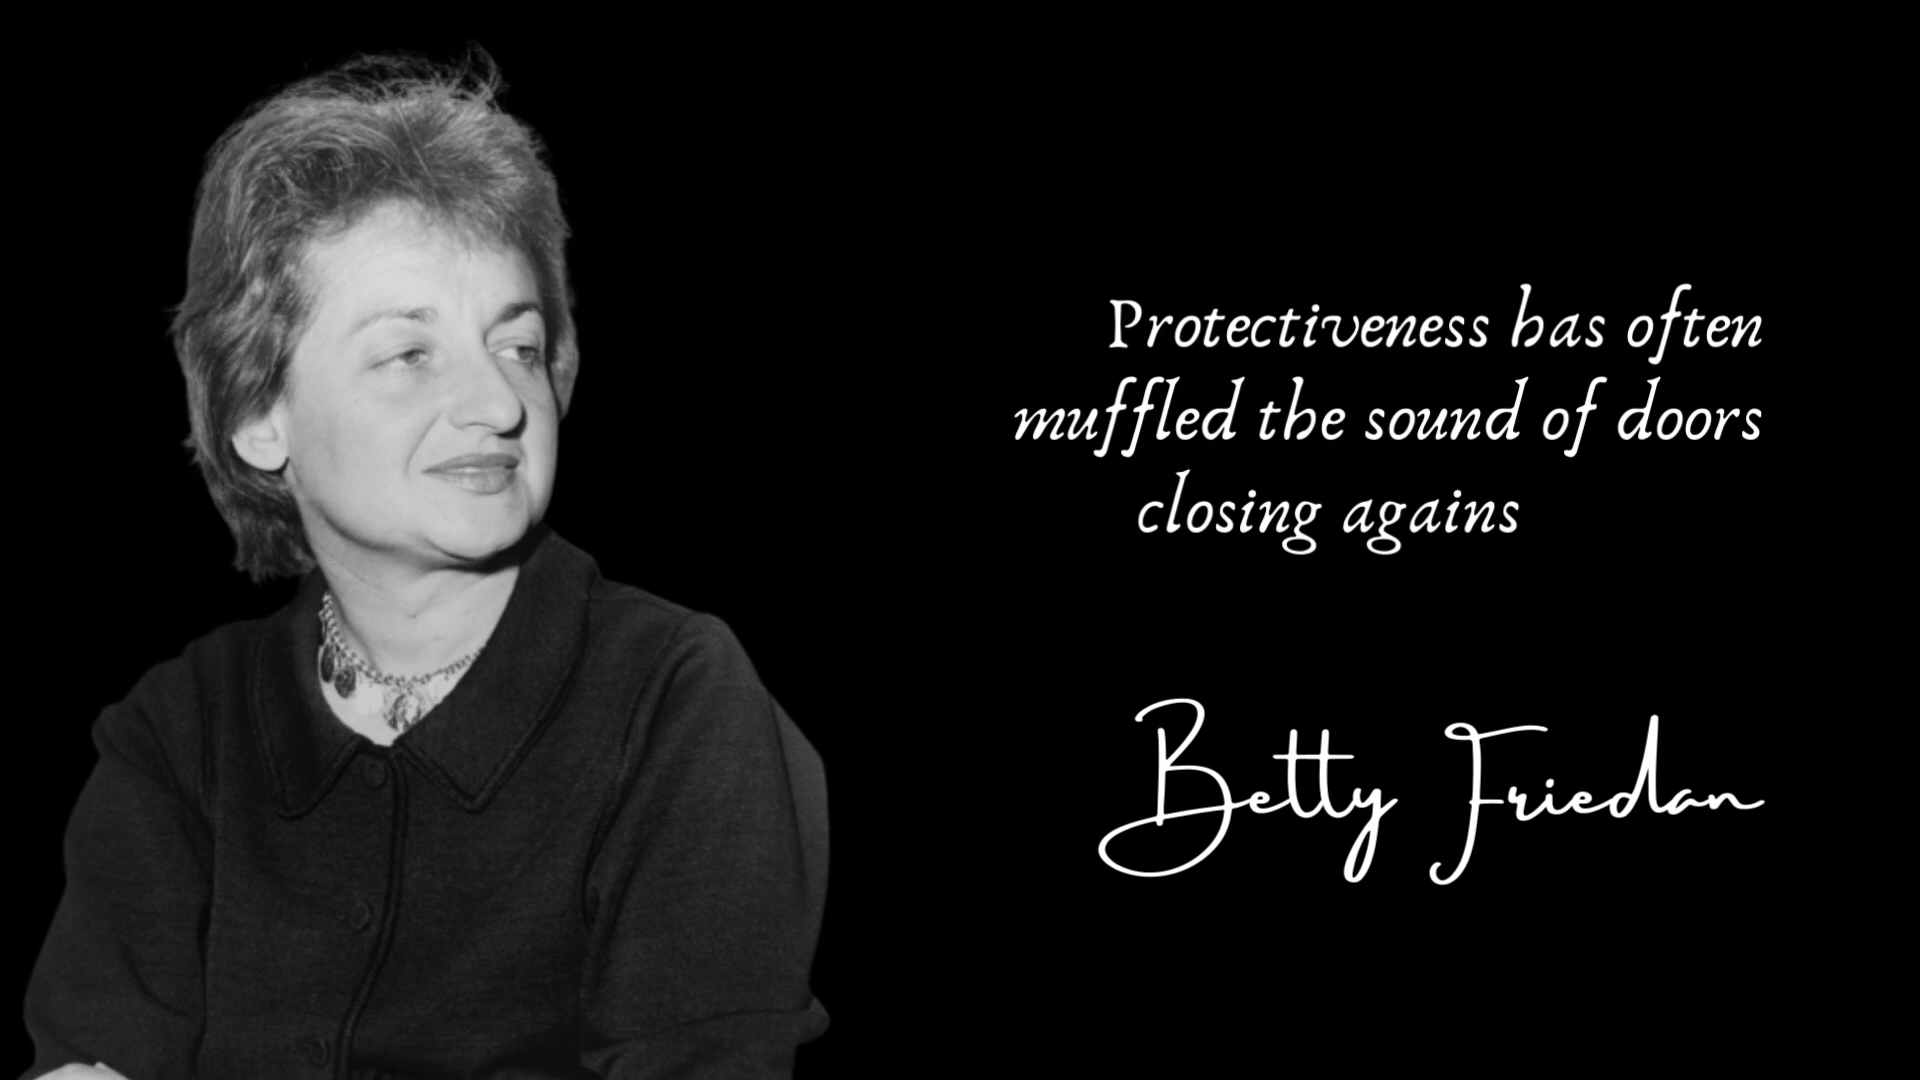 Protectiveness has often
muffled the sound of doors
closing agains
Betty Friedan